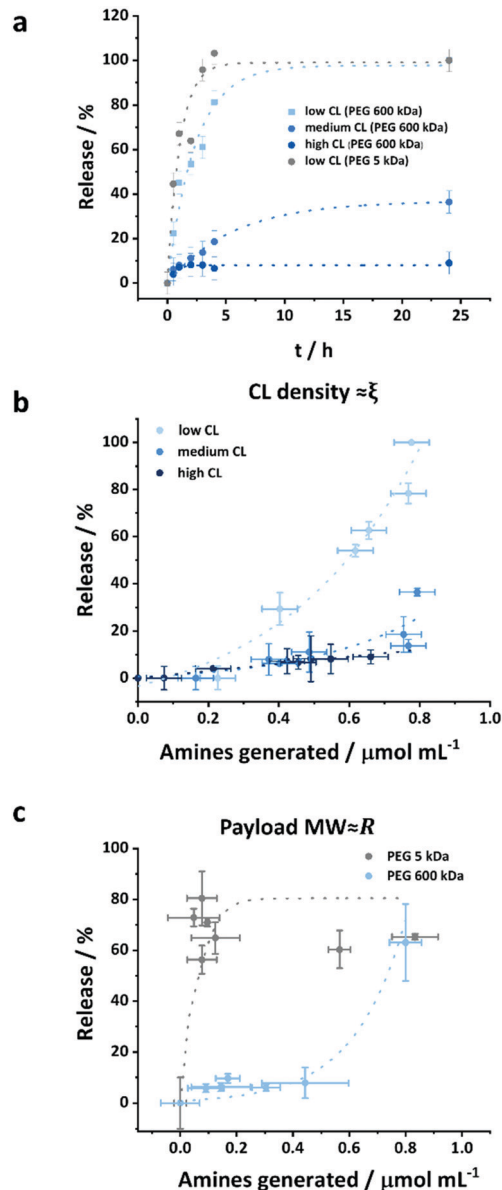 a
120
100
80
60
40
20
0
Release / %
low CL (PEG 600 kDa)
medium CL (PEG 600 kDa)
high CL (PEG 600 kDa)
low CL (PEG 5 kDa)
0 5 10 15 20 25
t / h
b
CL density ≈ξ
100
80
60
40
20
0
Release / %
low CL
medium CL
high CL
0.0 0.2 0.4 0.6 0.8 1.0
Amines generated / μmol mL⁻¹
c
Payload MW≈R
100
80
60
40
20
0
Release / %
PEG 5 kDa
PEG 600 kDa
0.0 0.2 0.4 0.6 0.8 1.0
Amines generated / μmol mL⁻¹